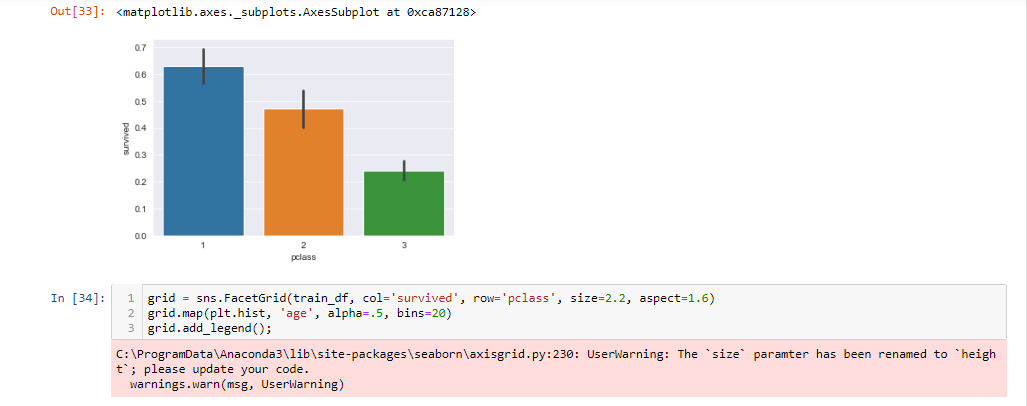 Out[33]: <matplotlib.axes._subplots.AxesSubplot at 0xca87128>
0.7
0.6
0.5
0.4
0.3
0.2
0.1
0.0
survived
1 2 3
pclass
In [34]:
1 grid = sns.FacetGrid(train_df, col='survived', row='pclass', size=2.2, aspect=1.6)
2 grid.map(plt.hist, 'age', alpha=.5, bins=20)
3 grid.add_legend();
C:\ProgramData\Anaconda3\lib\site-packages\seaborn\axisgrid.py:230: UserWarning: The `size` paramter has been renamed to `heigh
t`; please update your code.
warnings.warn(msg, UserWarning)